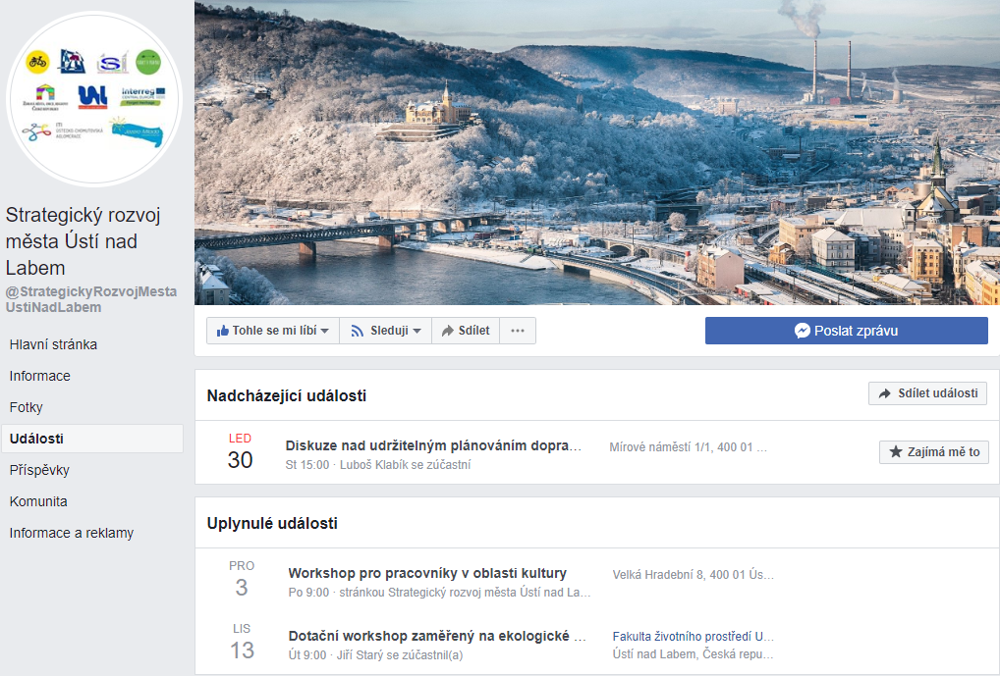 Interreg
CENTRAL EUROPE
Strategický rozvoj
města Ústí nad
Labem
@StrategickyRozvojMesta
UstiNadLabem
Hlavní stránka
Informace
Fotky
Události
Příspěvky
Komunita
Informace a reklamy
Tohle se mi líbí
Sleduji
Sdílet
Poslat zprávu
Nadcházející události
Sdílet události
LED
30
Diskuze nad udržitelným plánováním dopra…
St 15:00 · Luboš Klabík se zúčastní
Mírové náměstí 1/1, 400 01 …
Zajímá mě to
Uplynulé události
PRO
3
Workshop pro pracovníky v oblasti kultury
Po 9:00 · stránkou Strategický rozvoj města Ústí nad La…
Velká Hradební 8, 400 01 Ús…
LIS
13
Dotační workshop zaměřený na ekologické …
Út 9:00 · Jiří Starý se zúčastnil(a)
Fakulta životního prostředí U…
Ústí nad Labem, Česká repu…